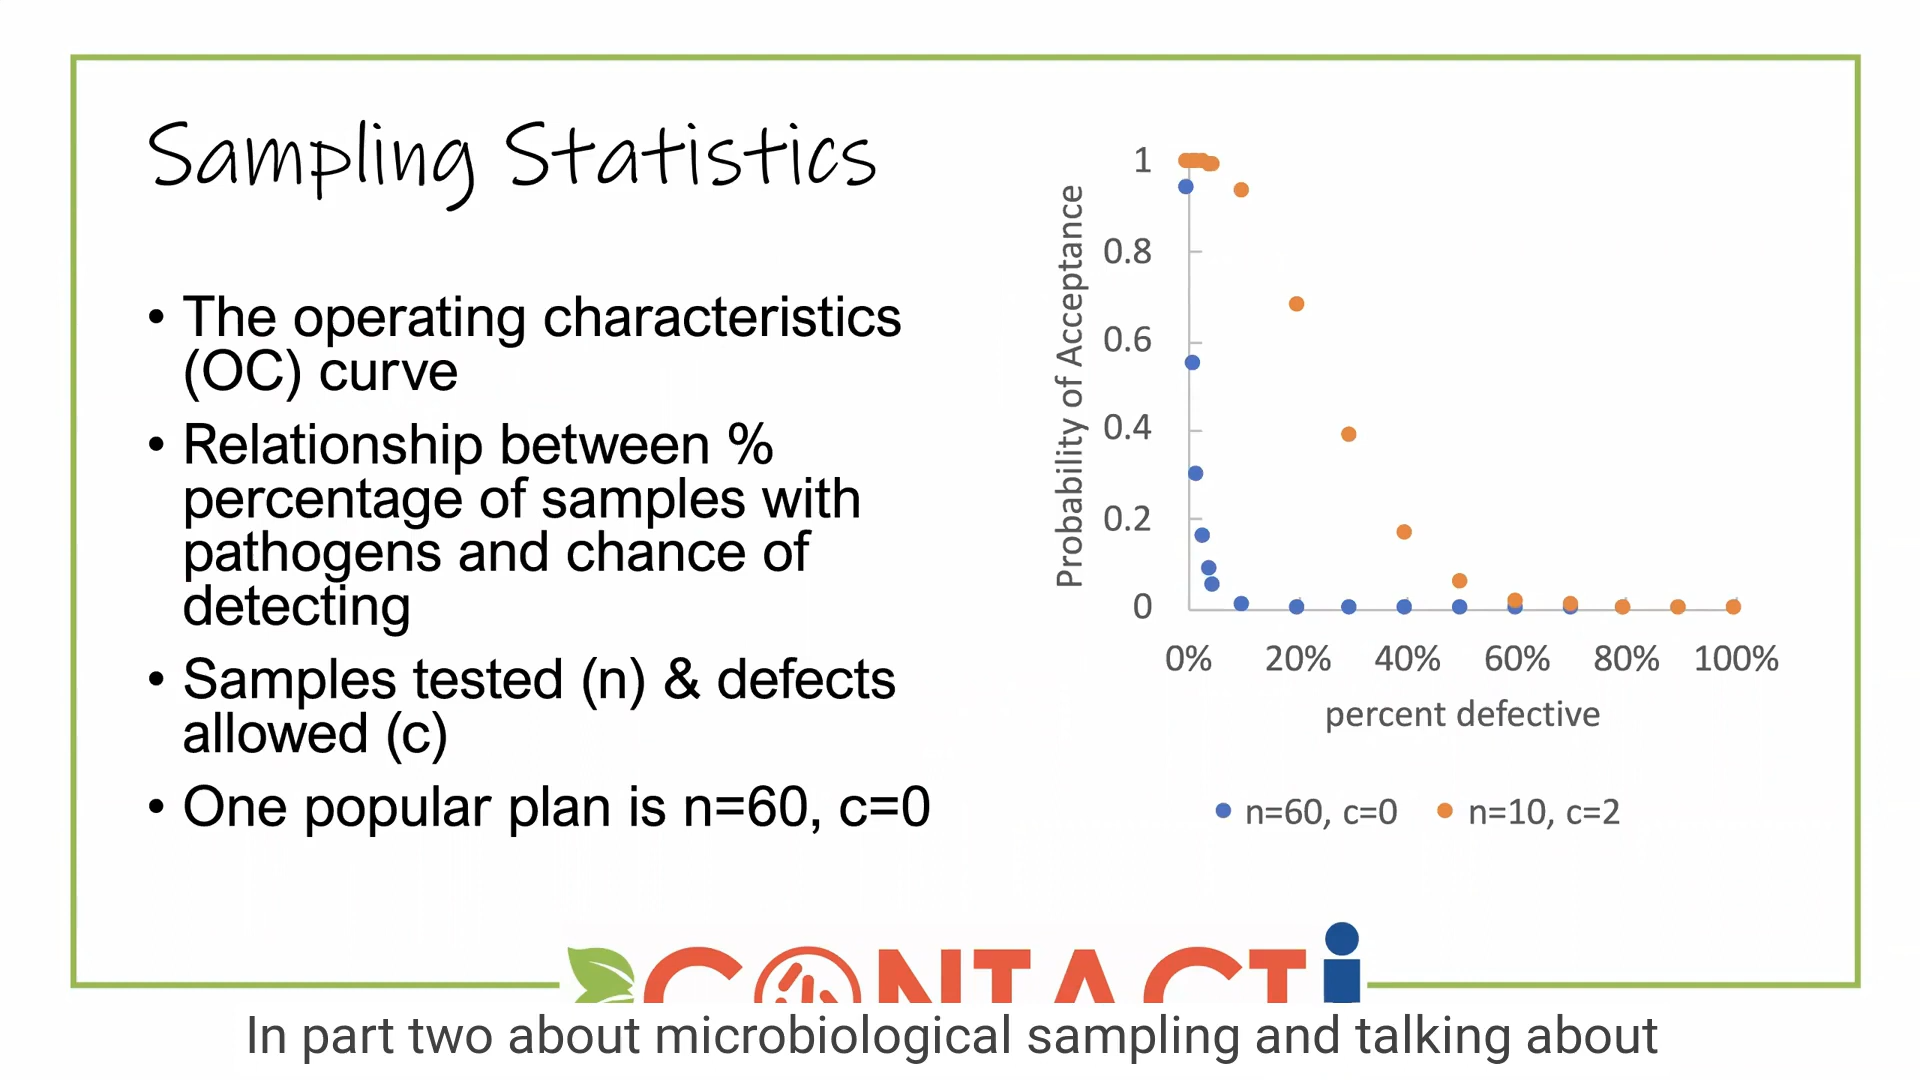 Sampling Statistics
• The operating characteristics
(OC) curve
• Relationship between %
percentage of samples with
pathogens and chance of
detecting
• Samples tested (n) & defects
allowed (c)
• One popular plan is n=60, c=0
Probability of Acceptance
1
0.8
0.6
0.4
0.2
0
0% 20% 40% 60% 80% 100%
percent defective
n=60, c=0 n=10, c=2
CONTACTi
In part two about microbiological sampling and talking about